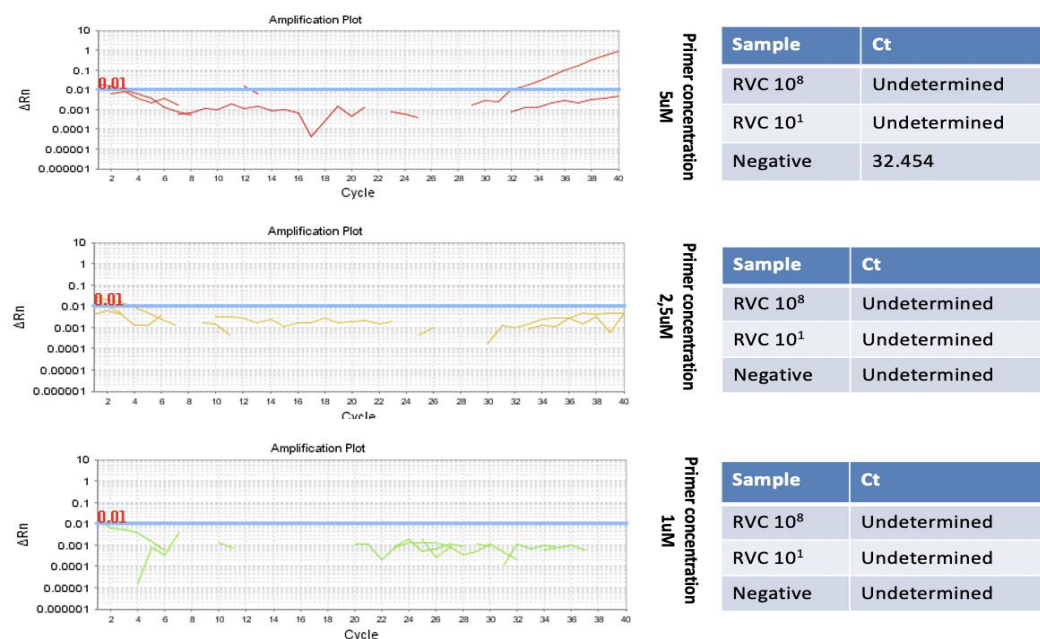 Amplification Plot
10
1
0.1
0.01
0.01
0.001
0.0001
0.00001
0.000001
ΔRn
2 4 6 8 10 12 14 16 18 20 22 24 26 28 30 32 34 36 38 40
Cycle
Primer concentration
5uM
Sample Ct
RVC 10⁸ Undetermined
RVC 10¹ Undetermined
Negative 32.454
Amplification Plot
10
1
0.1
0.01
0.01
0.001
0.0001
0.00001
0.000001
ΔRn
2 4 6 8 10 12 14 16 18 20 22 24 26 28 30 32 34 36 38 40
Cycle
Primer concentration
2,5uM
Sample Ct
RVC 10⁸ Undetermined
RVC 10¹ Undetermined
Negative Undetermined
Amplification Plot
10
1
0.1
0.01
0.01
0.001
0.0001
0.00001
0.000001
ΔRn
2 4 6 8 10 12 14 16 18 20 22 24 26 28 30 32 34 36 38 40
Cycle
Primer concentration
1uM
Sample Ct
RVC 10⁸ Undetermined
RVC 10¹ Undetermined
Negative Undetermined